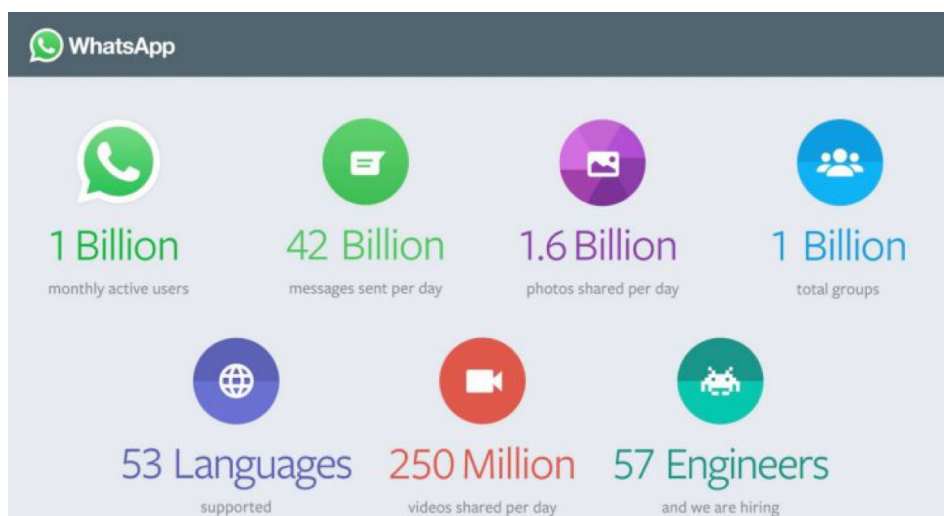 WhatsApp
1 Billion
monthly active users
42 Billion
messages sent per day
1.6 Billion
photos shared per day
1 Billion
total groups
53 Languages
supported
250 Million
videos shared per day
57 Engineers
and we are hiring